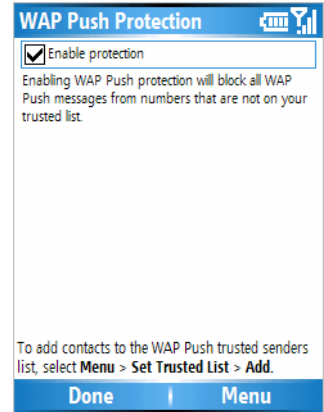 WAP Push Protection
Enable protection
Enabling WAP Push protection will block all WAP
Push messages from numbers that are not on your
trusted list.
To add contacts to the WAP Push trusted senders
list, select Menu > Set Trusted List > Add.
Done Menu